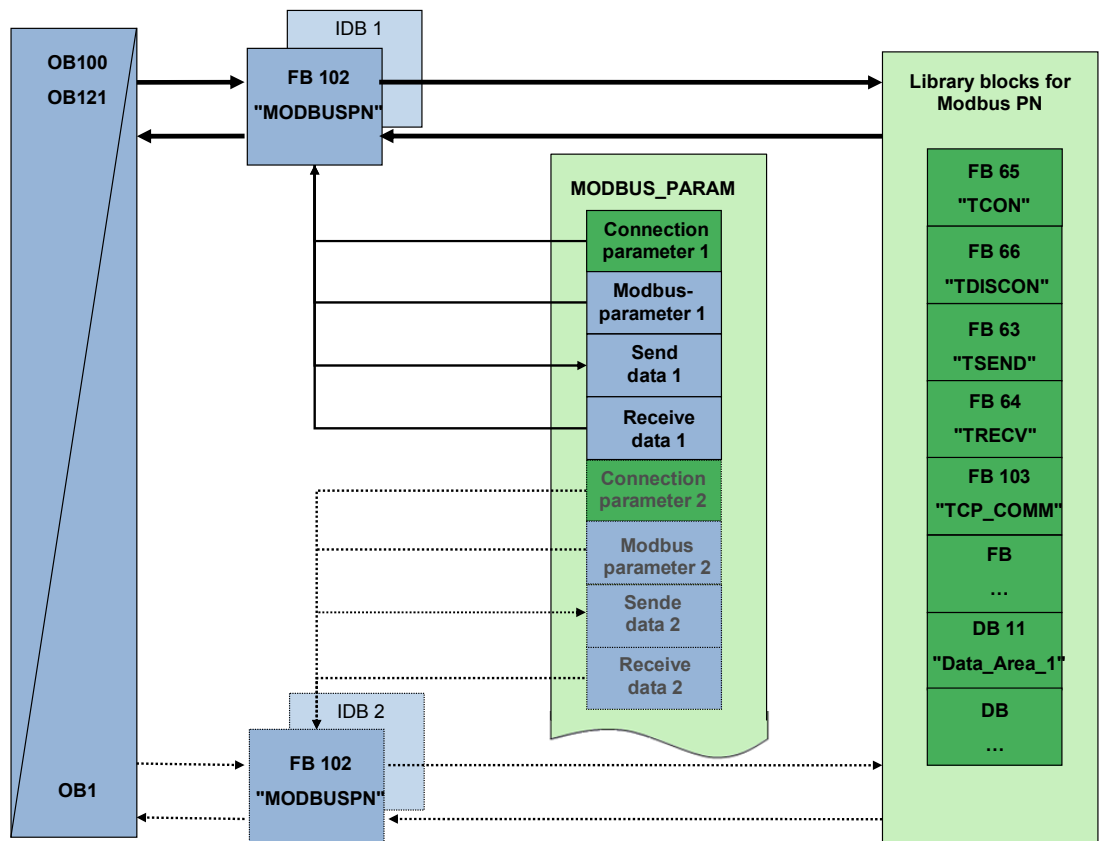 OB100
OB121
OB1
IDB 1
FB 102
"MODBUSPN"
MODBUS_PARAM
Connection
parameter 1
Modbus-
parameter 1
Send
data 1
Receive
data 1
Connection
parameter 2
Modbus
parameter 2
Sende
data 2
Receive
data 2
IDB 2
FB 102
"MODBUSPN"
Library blocks for
Modbus PN
FB 65
"TCON"
FB 66
"TDISCON"
FB 63
"TSEND"
FB 64
"TRECV"
FB 103
"TCP_COMM"
FB
…
DB 11
"Data_Area_1"
DB
…